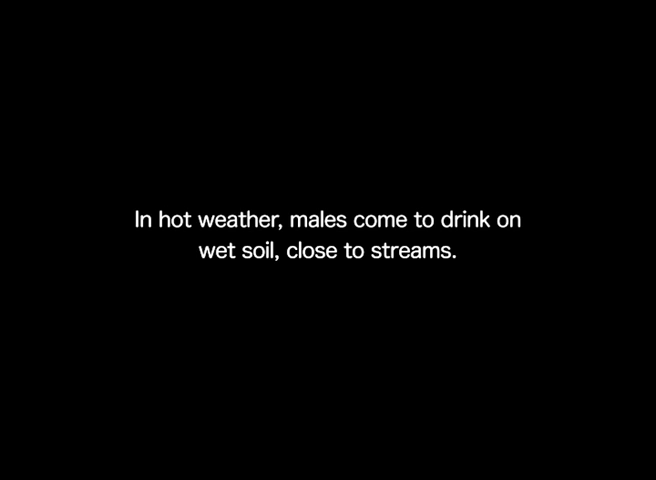 In hot weather, males come to drink on
wet soil, close to streams.